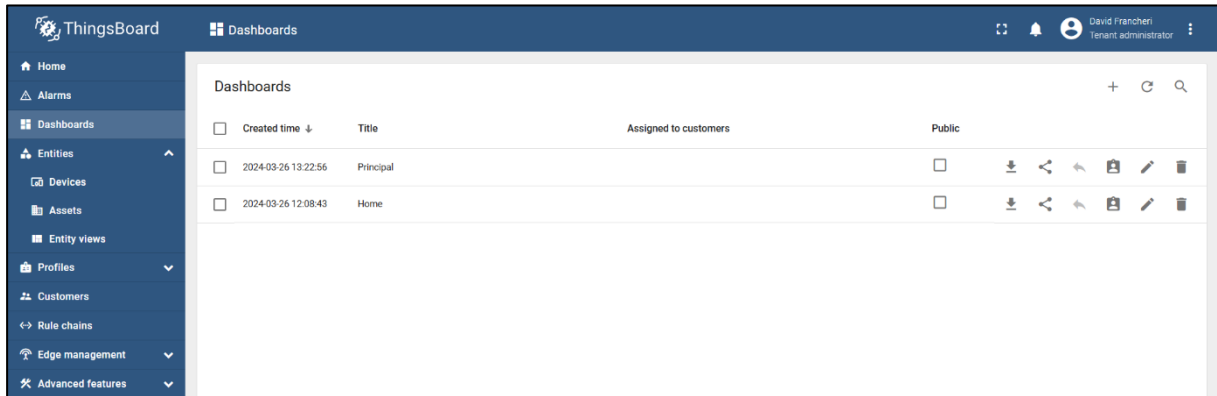 ThingsBoard
Dashboards
David Francheri
Tenant administrator
Home
Alarms
Dashboards
Entities
Devices
Assets
Entity views
Profiles
Customers
Rule chains
Edge management
Advanced features
Dashboards
Created time Title Assigned to customers Public
2024-03-26 13:22:56 Principal
2024-03-26 12:08:43 Home